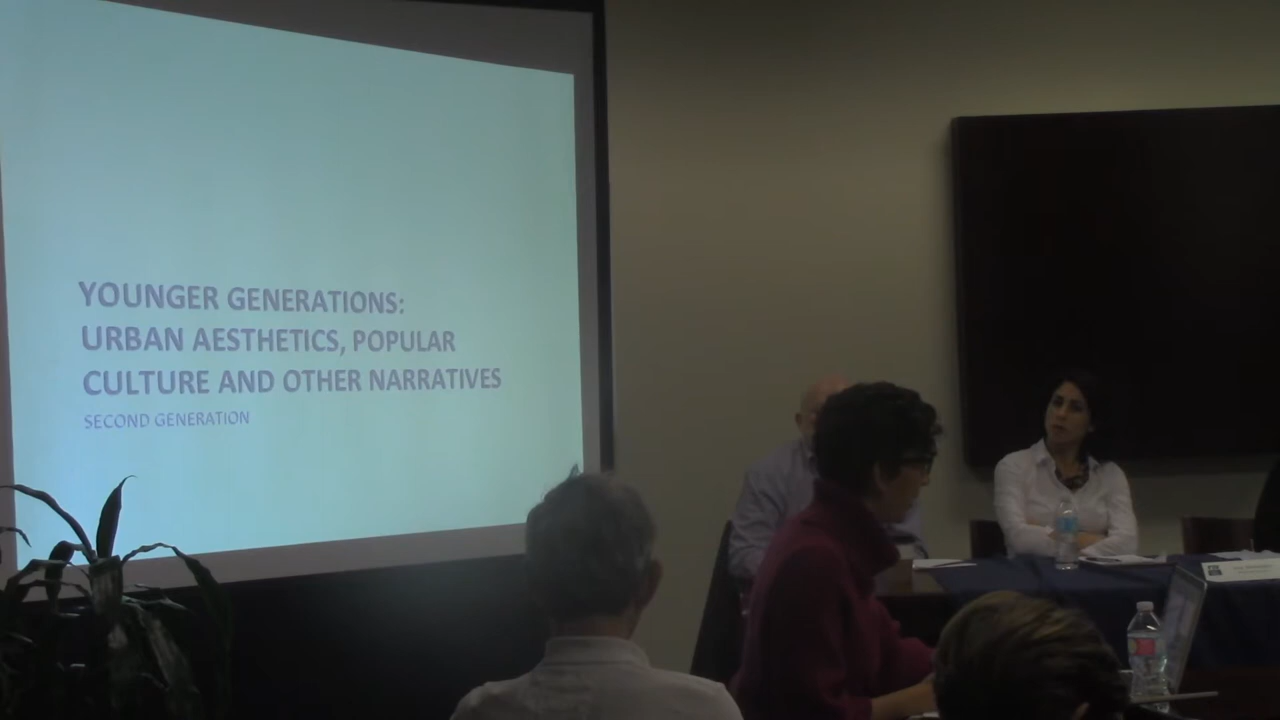 YOUNGER GENERATIONS:
URBAN AESTHETICS, POPULAR
CULTURE AND OTHER NARRATIVES
SECOND GENERATION